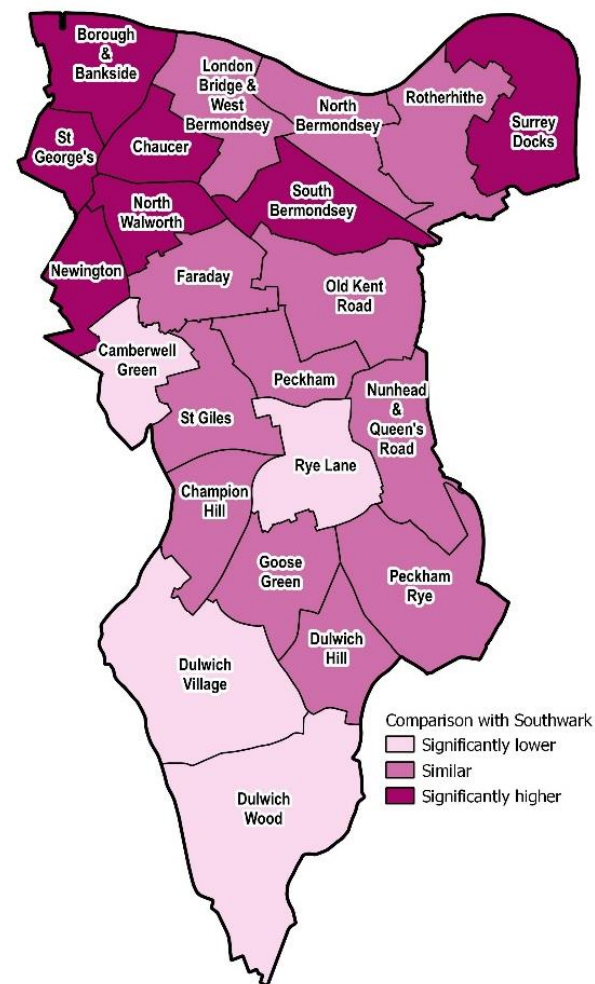 Borough
&
Bankside
London
Bridge &
West
Bermondsey
North
Bermondsey
Rotherhithe
Surrey
Docks
St
George's
Chaucer
South
Bermondsey
North
Walworth
Newington
Faraday
Old Kent
Road
Camberwell
Green
Peckham
Nunhead
&
Queen's
Road
St Giles
Rye Lane
Champion
Hill
Goose
Green
Peckham
Rye
Dulwich
Hill
Dulwich
Village
Dulwich
Wood
Comparison with Southwark
Significantly lower
Similar
Significantly higher